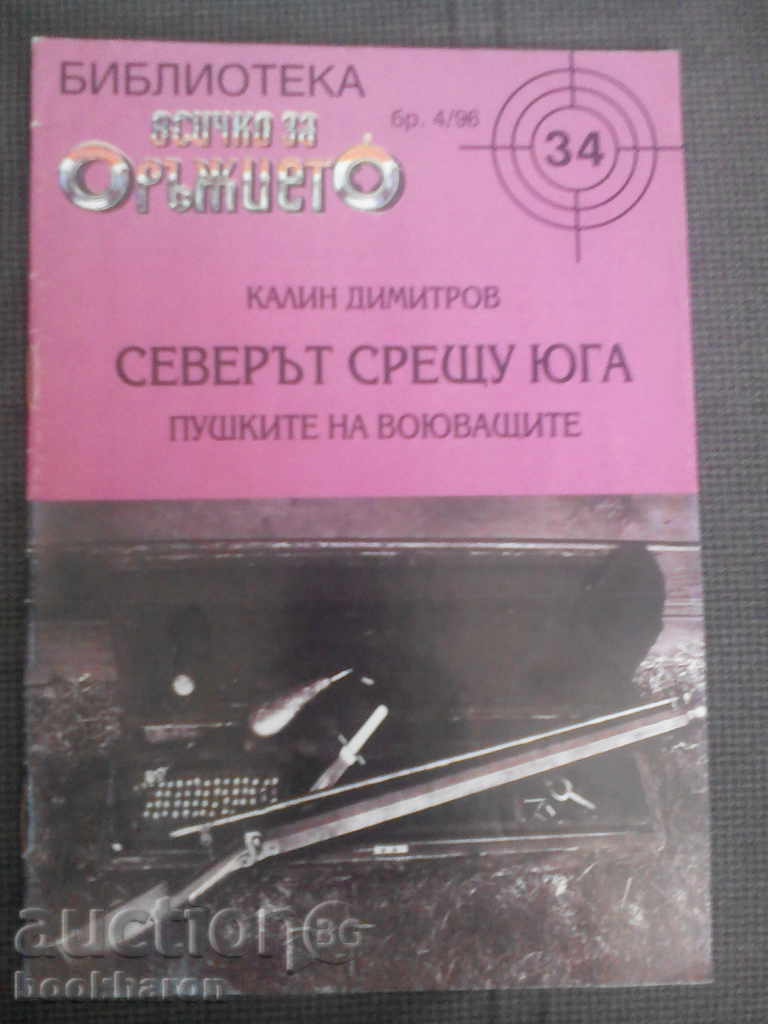 БИБЛИОТЕКА
ВСИЧКО ЗА
ОРЪЖИЕТО
бр. 4/96
34
КАЛИН ДИМИТРОВ
СЕВЕРЪТ СРЕЩУ ЮГА
ПУШКИТЕ НА ВОЮВАЩИТЕ
auction BG
bookharon